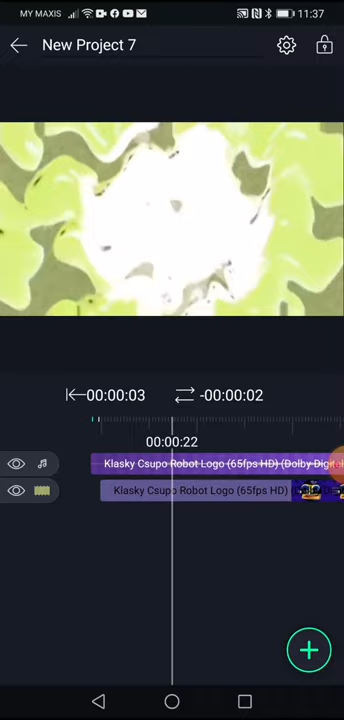 MY MAXIS 11:37
New Project 7
00:00:03 -00:00:02
00:00:22
Klasky Csupo Robot Logo (65fps HD) (Dolby Digital
Klasky Csupo Robot Logo (65fps HD)